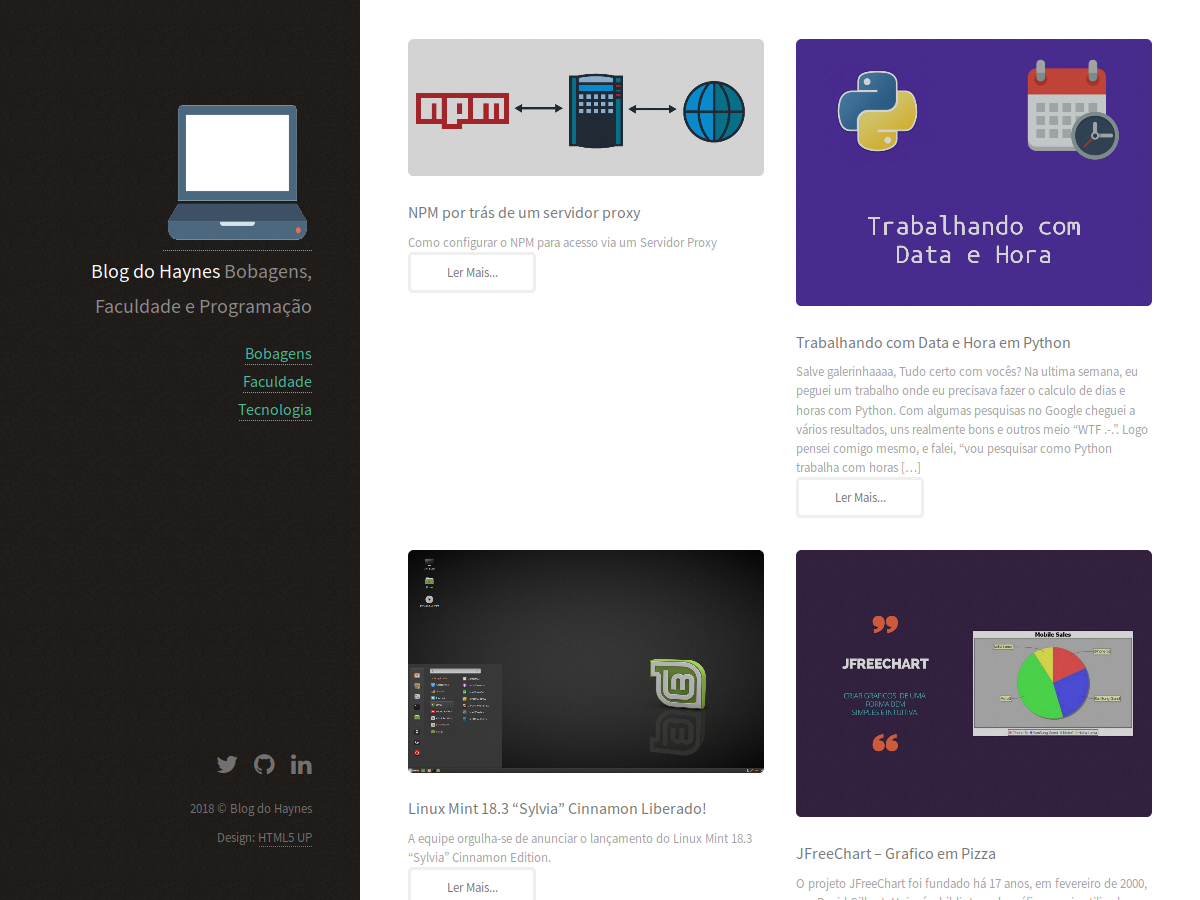 Blog do Haynes Bobagens,
Faculdade e Programação
Bobagens
Faculdade
Tecnologia
2018 © Blog do Haynes
Design: HTML5 UP
npm
NPM por trás de um servidor proxy
Como configurar o NPM para acesso via um Servidor Proxy
Ler Mais...
Trabalhando com
Data e Hora
Trabalhando com Data e Hora em Python
Salve galerinhaaaa, Tudo certo com vocês? Na ultima semana, eu
peguei um trabalho onde eu precisava fazer o calculo de dias e
horas com Python. Com algumas pesquisas no Google cheguei a
vários resultados, uns realmente bons e outros meio “WTF .-.”. Logo
pensei comigo mesmo, e falei, “vou pesquisar como Python
trabalha com horas […]
Ler Mais...
Linux Mint 18.3 “Sylvia” Cinnamon Liberado!
A equipe orgulha-se de anunciar o lançamento do Linux Mint 18.3
“Sylvia” Cinnamon Edition.
Ler Mais...
JFREECHART
CRIAR GRAFICOS DE UMA
FORMA BEM
SIMPLES E INTUITIVA
Mobile Sales
JFreeChart – Grafico em Pizza
O projeto JFreeChart foi fundado há 17 anos, em fevereiro de 2000,